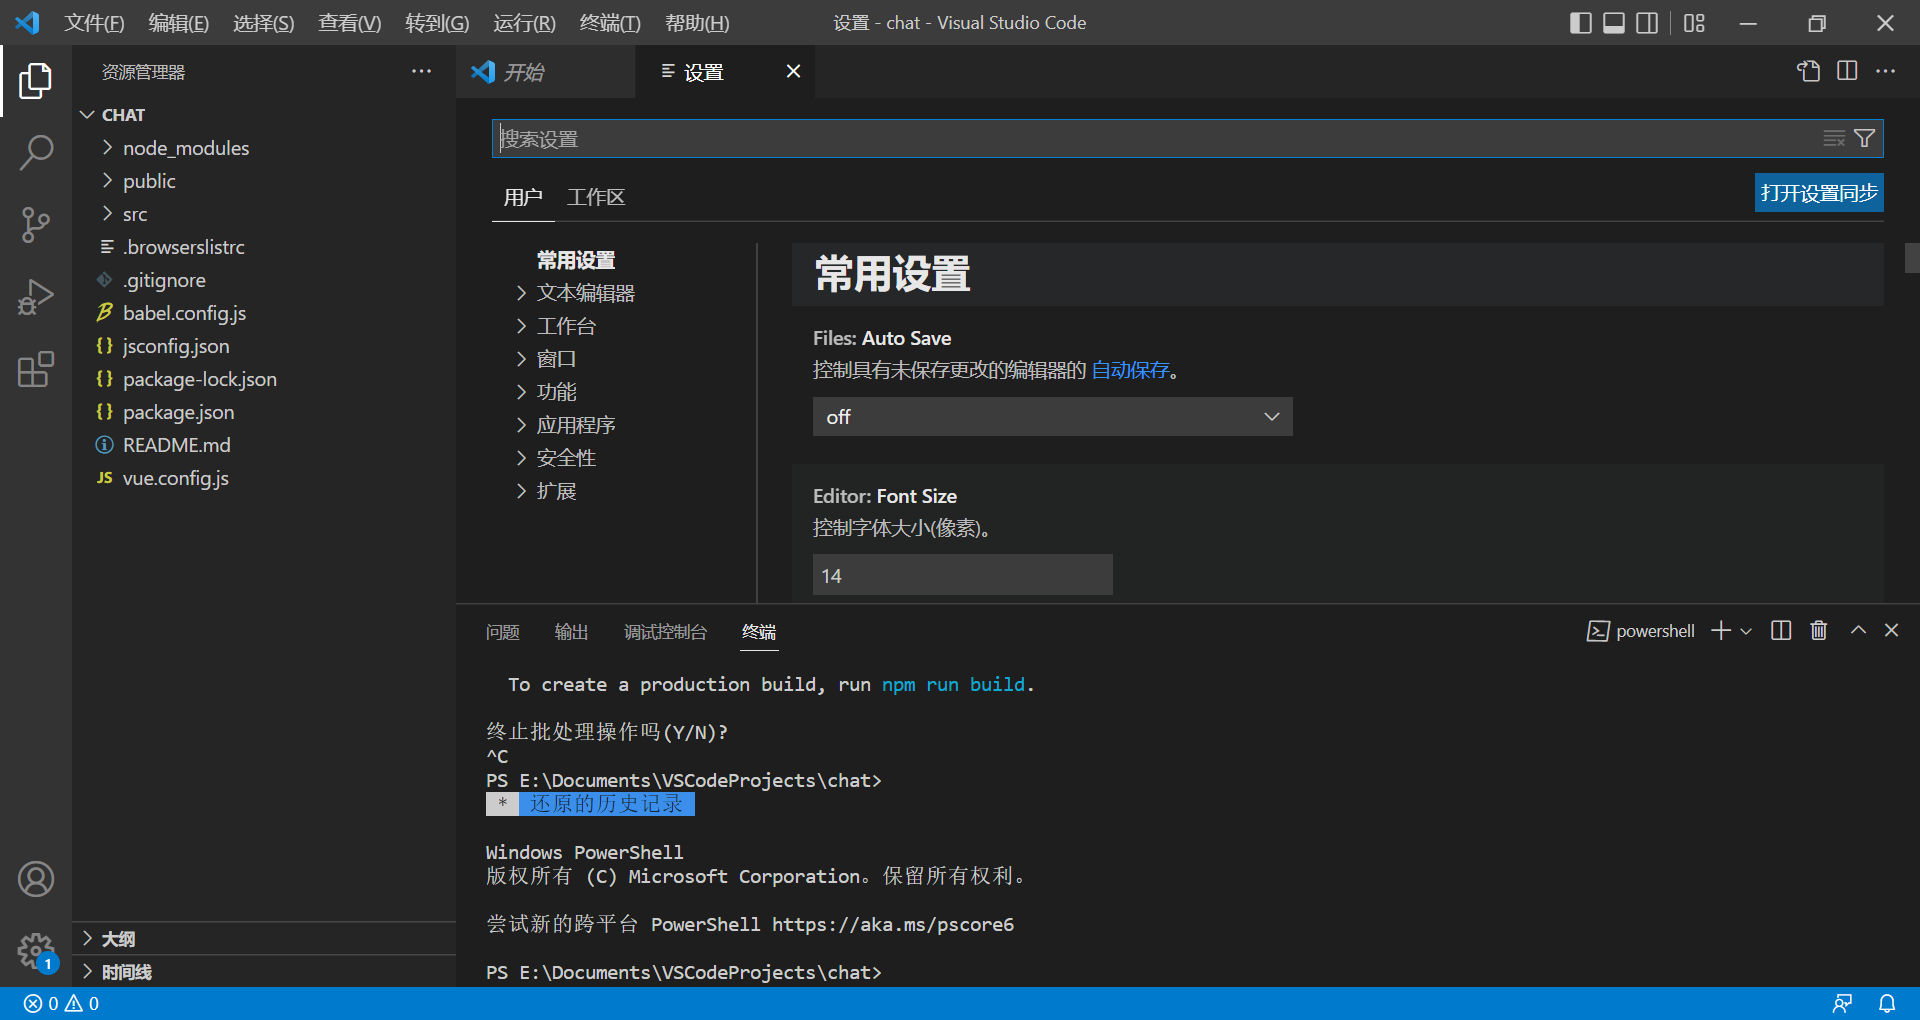 文件(F) 编辑(E) 选择(S) 查看(V) 转到(G) 运行(R) 终端(T) 帮助(H) 设置 - chat - Visual Studio Code
资源管理器
开始
设置
CHAT
node_modules
public
src
.browserslistrc
.gitignore
babel.config.js
jsconfig.json
package-lock.json
package.json
README.md
JS vue.config.js
大纲
时间线
搜索设置
用户 工作区 打开设置同步
常用设置
文本编辑器
工作台
窗口
功能
应用程序
安全性
扩展
常用设置
Files: Auto Save
控制具有未保存更改的编辑器的 自动保存。
off
Editor: Font Size
控制字体大小(像素)。
14
问题 输出 调试控制台 终端 powershell
To create a production build, run npm run build.
终止批处理操作吗(Y/N)?
^C
PS E:\Documents\VSCodeProjects\chat>
* 还原的历史记录
Windows PowerShell
版权所有 (C) Microsoft Corporation。保留所有权利。
尝试新的跨平台 PowerShell https://aka.ms/pscore6
PS E:\Documents\VSCodeProjects\chat>
1
0 0